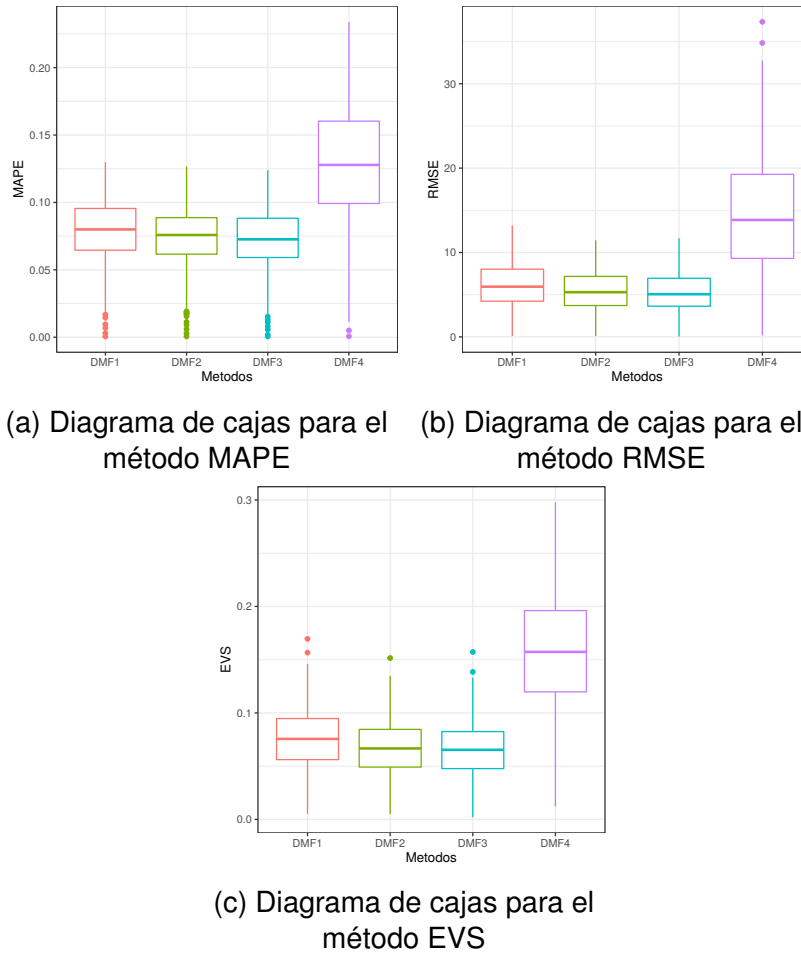 0.20
0.15
0.10
0.05
0.00
MAPE
DMF1 DMF2 DMF3 DMF4
Metodos
30
20
10
0
RMSE
DMF1 DMF2 DMF3 DMF4
Metodos
(a) Diagrama de cajas para el
método MAPE
(b) Diagrama de cajas para el
método RMSE
0.3
0.2
0.1
0.0
EVS
DMF1 DMF2 DMF3 DMF4
Metodos
(c) Diagrama de cajas para el
método EVS